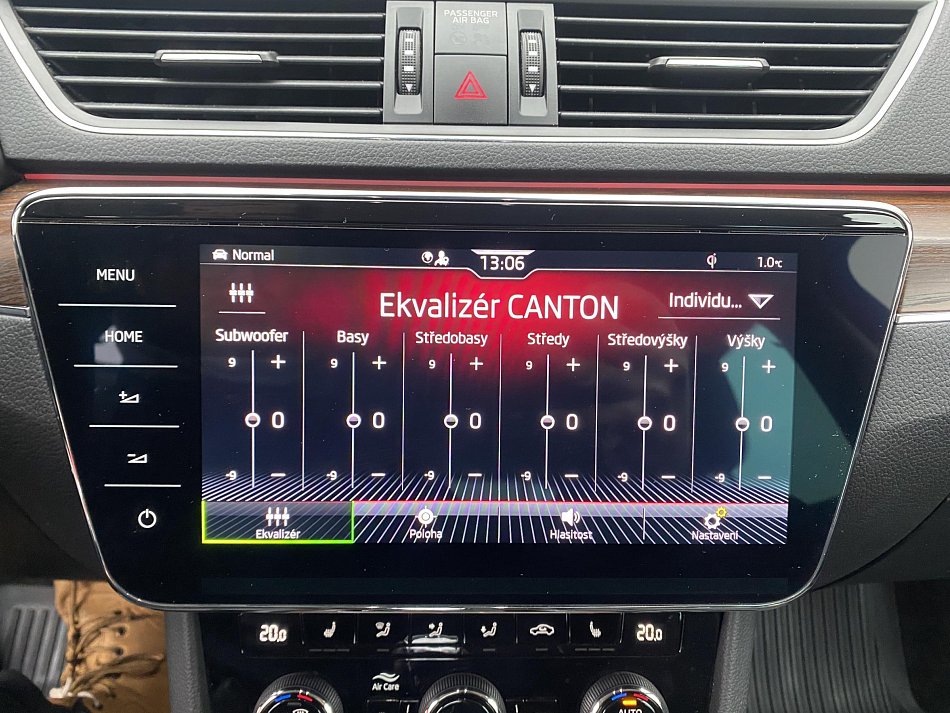 PASSENGER
AIR BAG
Normal
13:06
1.0°C
MENU
HOME
Ekvalizér CANTON
Individu...
Subwoofer Basy Středobasy Středy Středovýšky Výšky
9 + 9 + 9 + 9 + 9 + 9 +
0 0 0 0 0 0
-9 − -9 − -9 − -9 − -9 − -9 −
Ekvalizér Poloha Hlasitost Nastavení
20.0 20.0
Air Care
AUTO